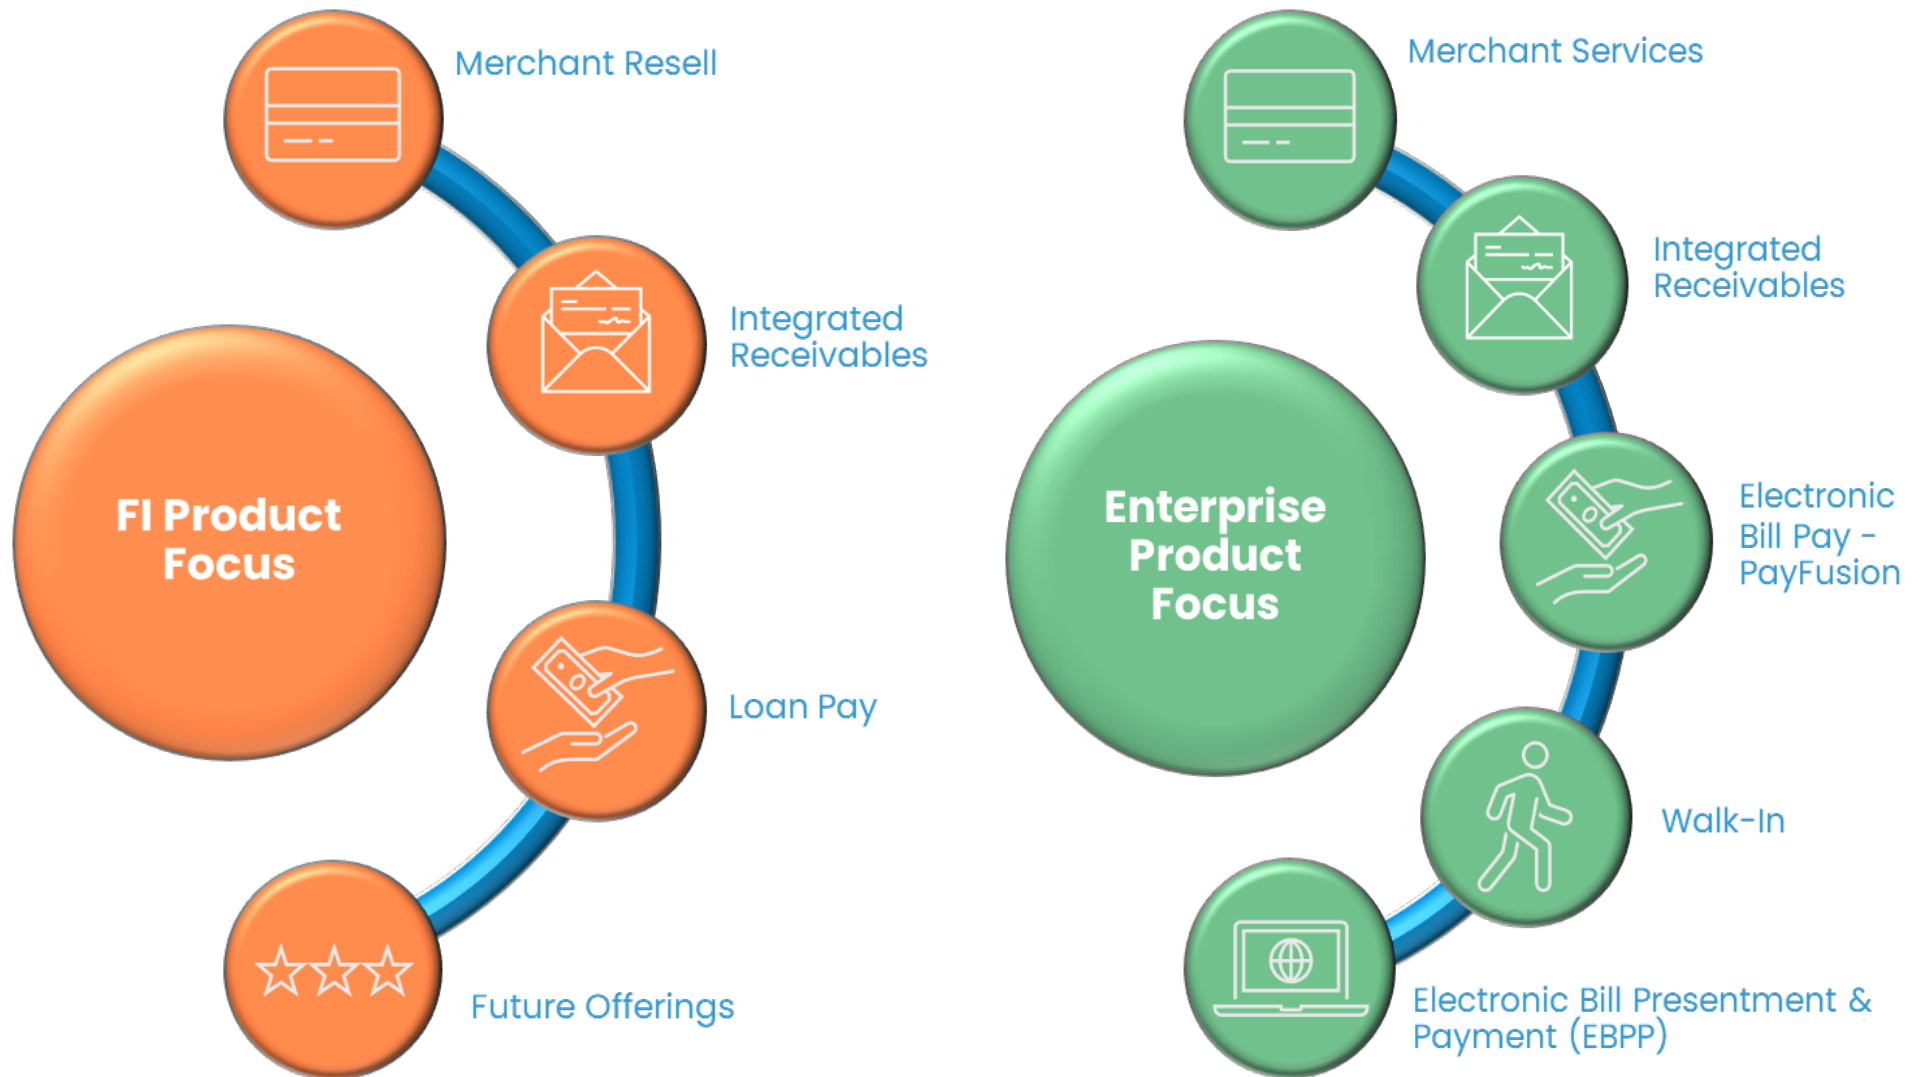 Merchant Resell
Integrated
Receivables
FI Product
Focus
Loan Pay
Future Offerings
Merchant Services
Integrated
Receivables
Enterprise
Product
Focus
Electronic
Bill Pay -
PayFusion
Walk-In
Electronic Bill Presentment &
Payment (EBPP)